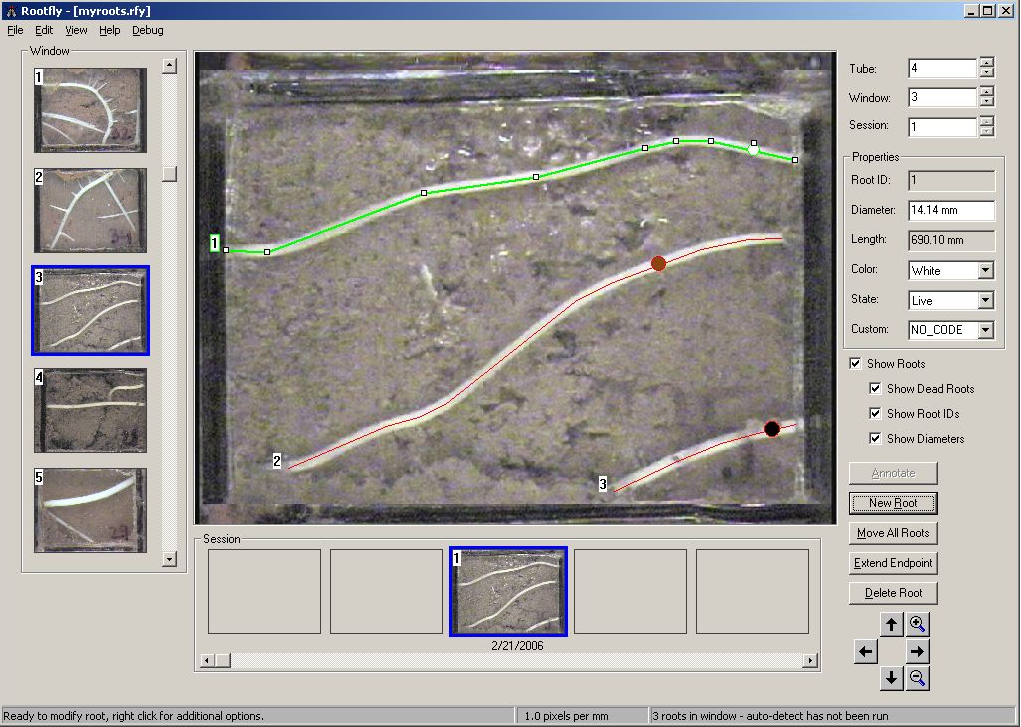 Rootfly - [myroots.rfy]
File Edit View Help Debug
Window
1
2
3
4
5
1
2
3
Tube: 4
Window: 3
Session: 1
Properties
Root ID: 1
Diameter: 14.14 mm
Length: 690.10 mm
Color: White
State: Live
Custom: NO_CODE
Show Roots
Show Dead Roots
Show Root IDs
Show Diameters
Annotate
New Root
Move All Roots
Extend Endpoint
Delete Root
Session
1
2/21/2006
Ready to modify root, right click for additional options. 1.0 pixels per mm 3 roots in window - auto-detect has not been run